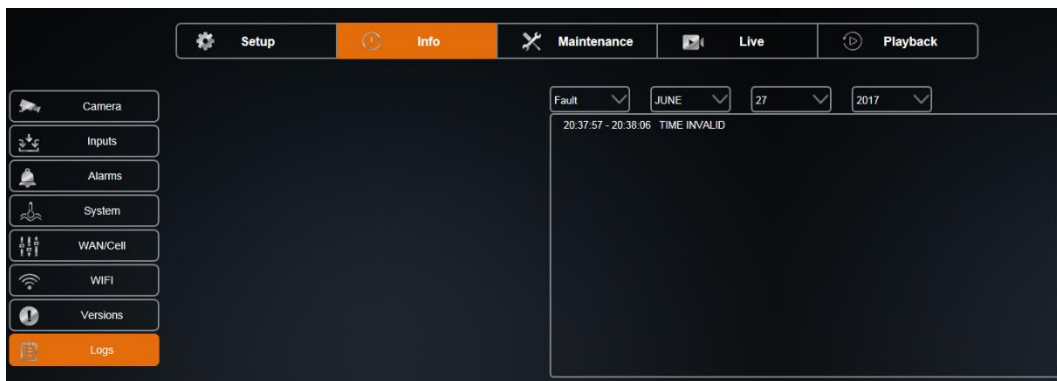 Setup
Info
Maintenance
Live
Playback
Camera
Inputs
Alarms
System
WAN/Cell
WIFI
Versions
Logs
Fault JUNE 27 2017
20:37:57 - 20:38:06 TIME INVALID